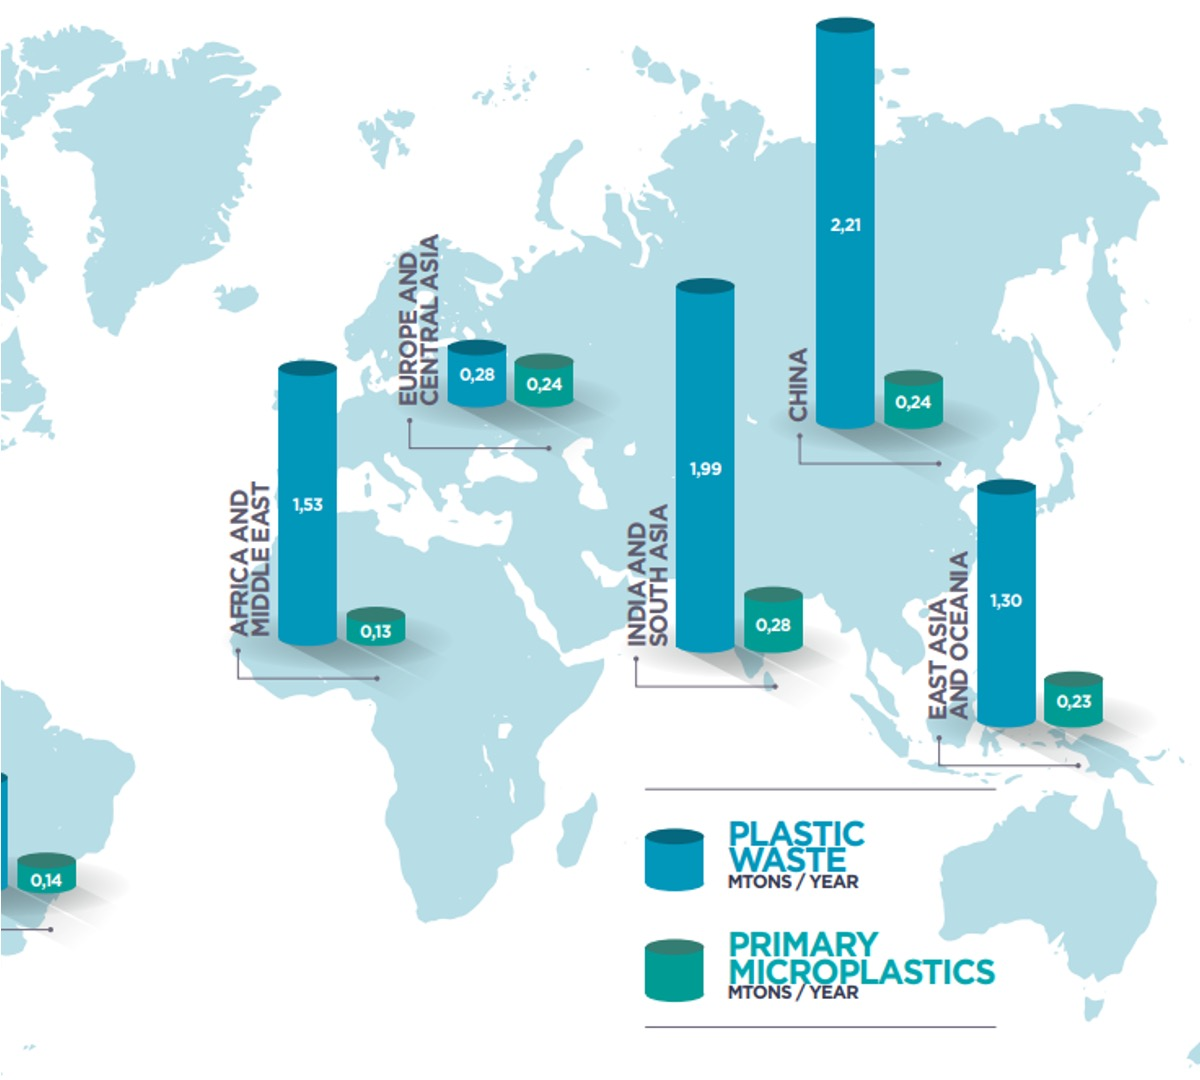 EUROPE AND
CENTRAL ASIA
0,28
0,24
CHINA
2,21
0,24
AFRICA AND
MIDDLE EAST
1,53
0,13
INDIA AND
SOUTH ASIA
1,99
0,28
EAST ASIA
AND OCEANIA
1,30
0,23
0,14
PLASTIC
WASTE
MTONS / YEAR
PRIMARY
MICROPLASTICS
MTONS / YEAR